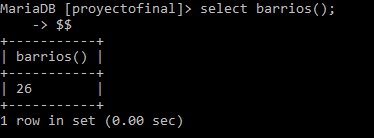 MariaDB [proyectofinal]> select barrios();
    -> $$
+-----------+
| barrios() |
+-----------+
| 26        |
+-----------+
1 row in set (0.00 sec)